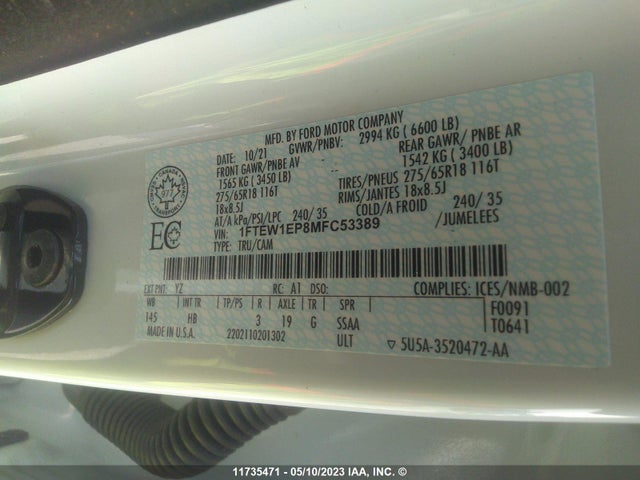 MFD. BY FORD MOTOR COMPANY
10/21 GVWR/PNBV: 2994 KG ( 6600 LB)
FRONT GAWR/PNBE AV -- REAR GAWR/ PNBE AR
1565 KG ( 3450 LB) 1542 KG ( 3400 LB)
275/65R18 116T TIRES/PNEUS 275/65R18 116T
18x8.5J RIMS/JANTES 18x8.5J
AT/A kPa/PSI/LPC 240/ 35 COLD/A FROID 240/ 35
VIN: 1FTEW1EP8MFC53389 /JUMELEES
TYPE: TRU/CAM
EC
EXT PNT: YZ RC: A1 DSO: COMPLIES: ICES/NMB-002
WB INT TR TP/PS R AXLE TR SPR F0091
145 HB 3 19 G SSAA T0641
MADE IN U.S.A. 2202110201302 ULT ▽ 5U5A-3520472-AA
11735471 - 05/10/2023 © IAA, INC. ©